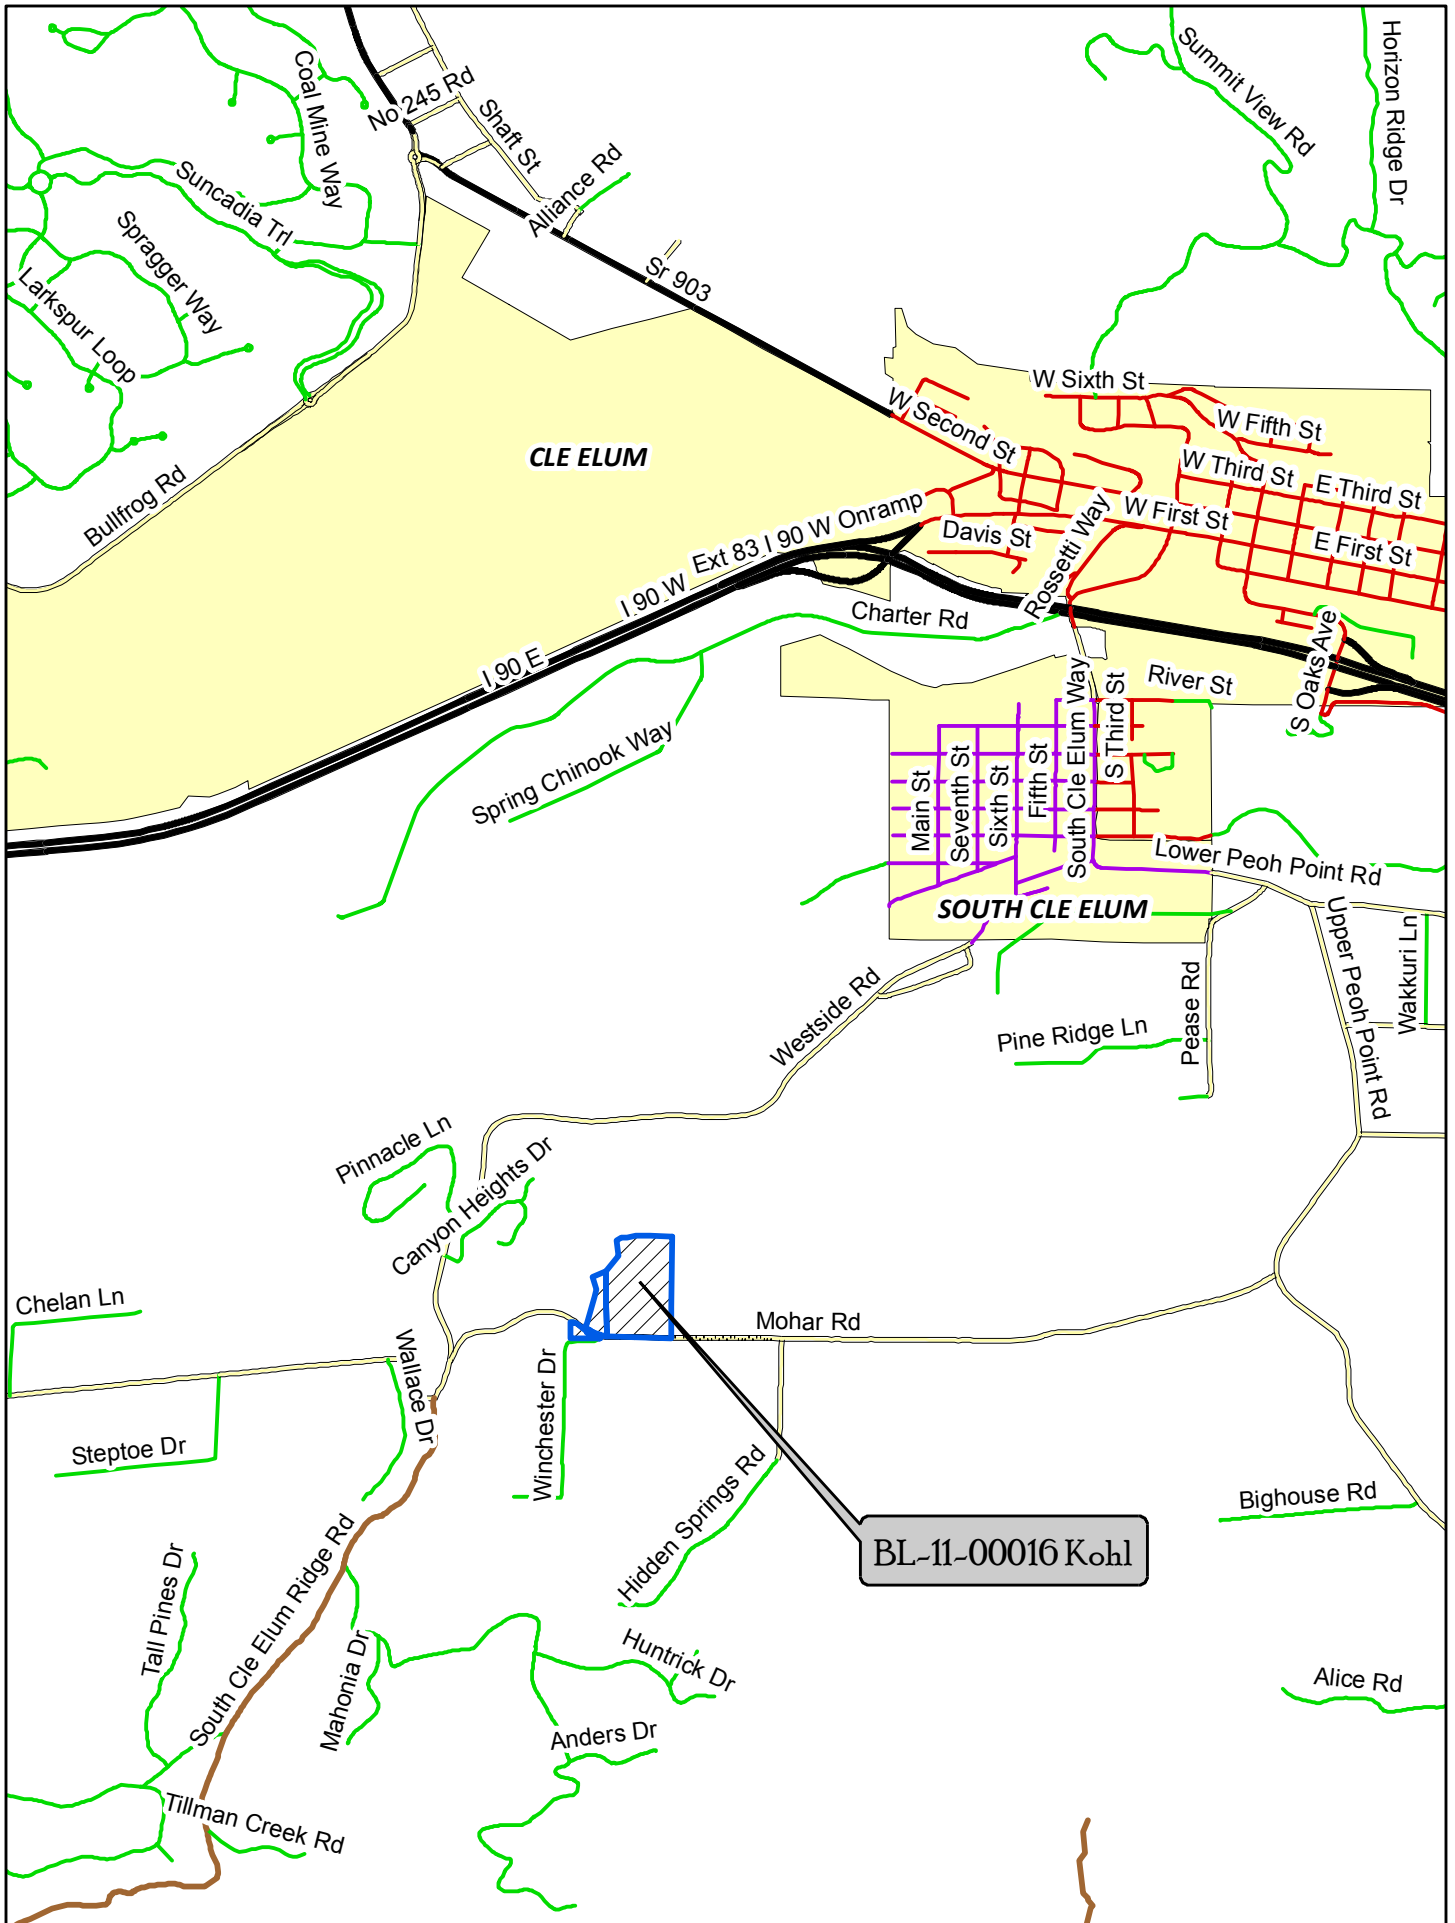 Horizon Ridge Dr
Summit View Rd
Coal Mine Way
No 245 Rd
Shaft St
Alliance Rd
Suncadia Trl
Spragger Way
Larkspur Loop
Sr 903
W Sixth St
W Second St
W Fifth St
CLE ELUM
W Third St
E Third St
Bullfrog Rd
W First St
E First St
Ext 83 I 90 W Onramp
Davis St
Rossetti Way
I 90 W
Charter Rd
I 90 E
S Oaks Ave
River St
S Third St
South Cle Elum Way
Spring Chinook Way
Main St
Seventh St
Sixth St
Fifth St
Lower Peoh Point Rd
SOUTH CLE ELUM
Upper Peoh Point Rd
Wakkuri Ln
Westside Rd
Pine Ridge Ln
Pease Rd
Pinnacle Ln
Canyon Heights Dr
Chelan Ln
Mohar Rd
Wallace Dr
Winchester Dr
Steptoe Dr
Hidden Springs Rd
Bighouse Rd
BL-11-00016 Kohl
Tall Pines Dr
South Cle Elum Ridge Rd
Mahonia Dr
Huntrick Dr
Alice Rd
Anders Dr
Tillman Creek Rd